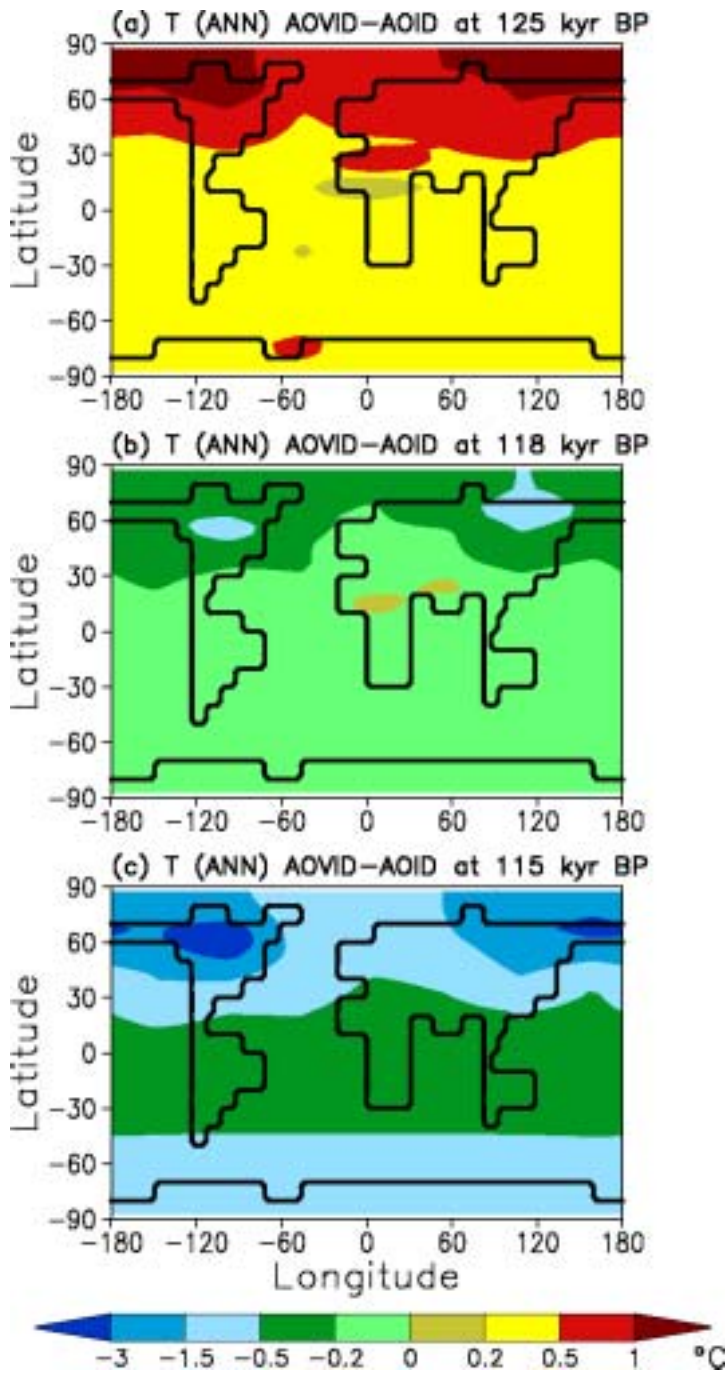 (a) T (ANN) AOVID-AOID at 125 kyr BP
90
60
30
0
-30
-60
-90
Latitude
-180 -120 -60 0 60 120 180
(b) T (ANN) AOVID-AOID at 118 kyr BP
90
60
30
0
-30
-60
-90
Latitude
-180 -120 -60 0 60 120 180
(c) T (ANN) AOVID-AOID at 115 kyr BP
90
60
30
0
-30
-60
-90
Latitude
-180 -120 -60 0 60 120 180
Longitude
-3 -1.5 -0.5 -0.2 0 0.2 0.5 1 °C